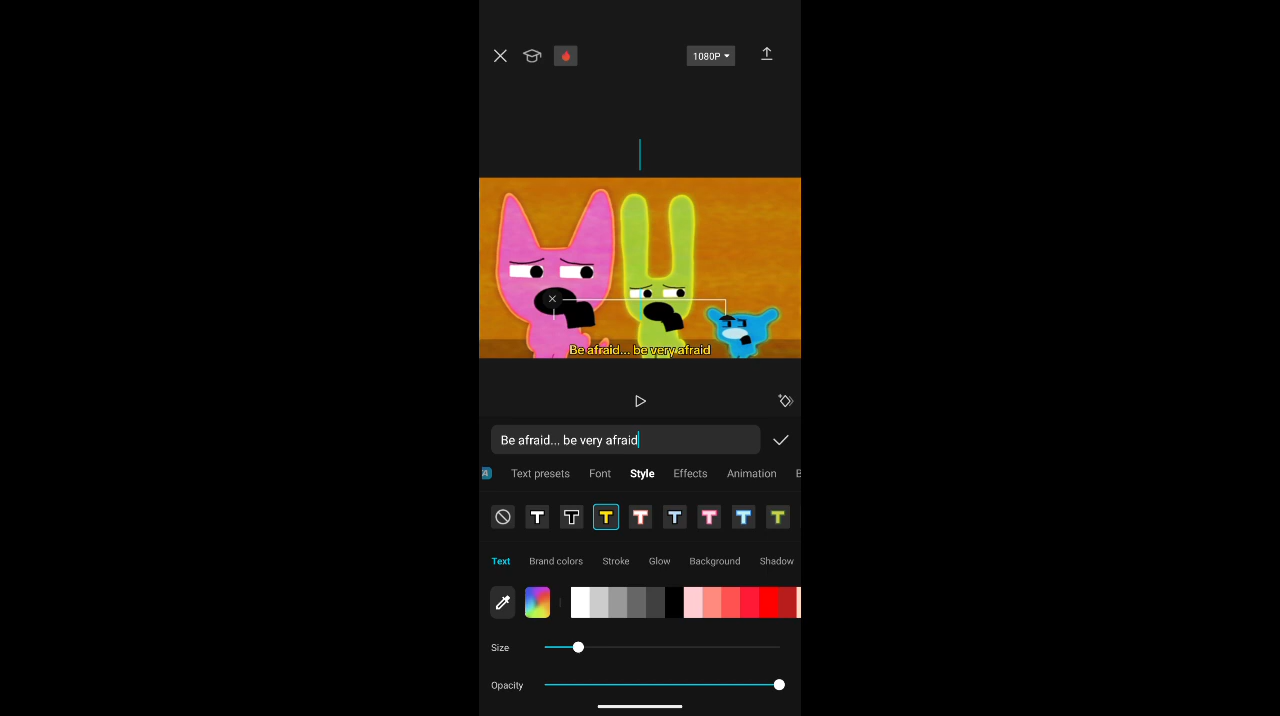 1080P
Be afraid... be very afraid
Be afraid... be very afraid
Text presets Font Style Effects Animation B
T T T T T T T T
Text Brand colors Stroke Glow Background Shadow
Size
Opacity